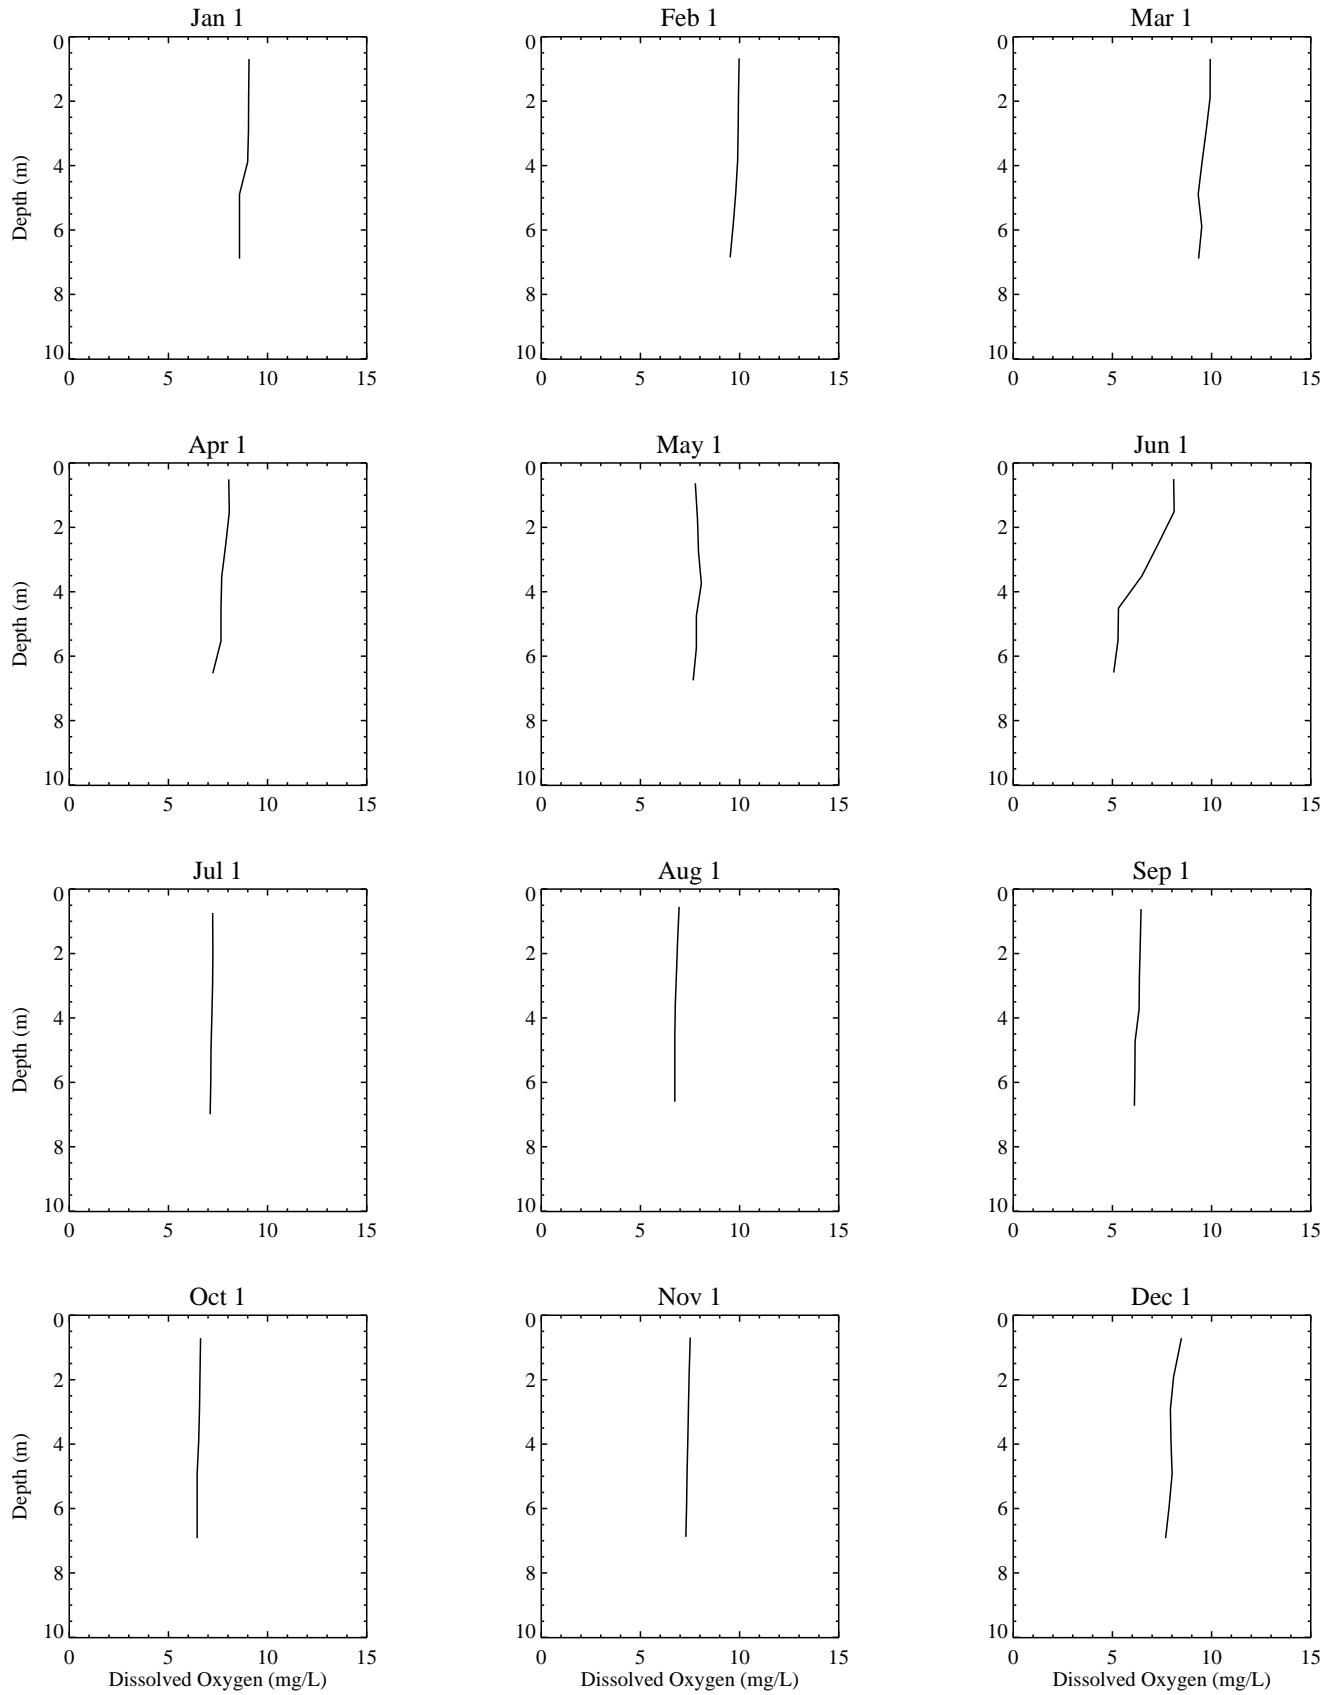 Jan 1 Feb 1 Mar 1
0 0 0
2 2 2
4 4 4
Depth (m)
6 6 6
8 8 8
10 10 10
0 5 10 15 0 5 10 15 0 5 10 15
Apr 1 May 1 Jun 1
0 0 0
2 2 2
4 4 4
Depth (m)
6 6 6
8 8 8
10 10 10
0 5 10 15 0 5 10 15 0 5 10 15
Jul 1 Aug 1 Sep 1
0 0 0
2 2 2
4 4 4
Depth (m)
6 6 6
8 8 8
10 10 10
0 5 10 15 0 5 10 15 0 5 10 15
Oct 1 Nov 1 Dec 1
0 0 0
2 2 2
4 4 4
Depth (m)
6 6 6
8 8 8
10 10 10
0 5 10 15 0 5 10 15 0 5 10 15
Dissolved Oxygen (mg/L) Dissolved Oxygen (mg/L) Dissolved Oxygen (mg/L)